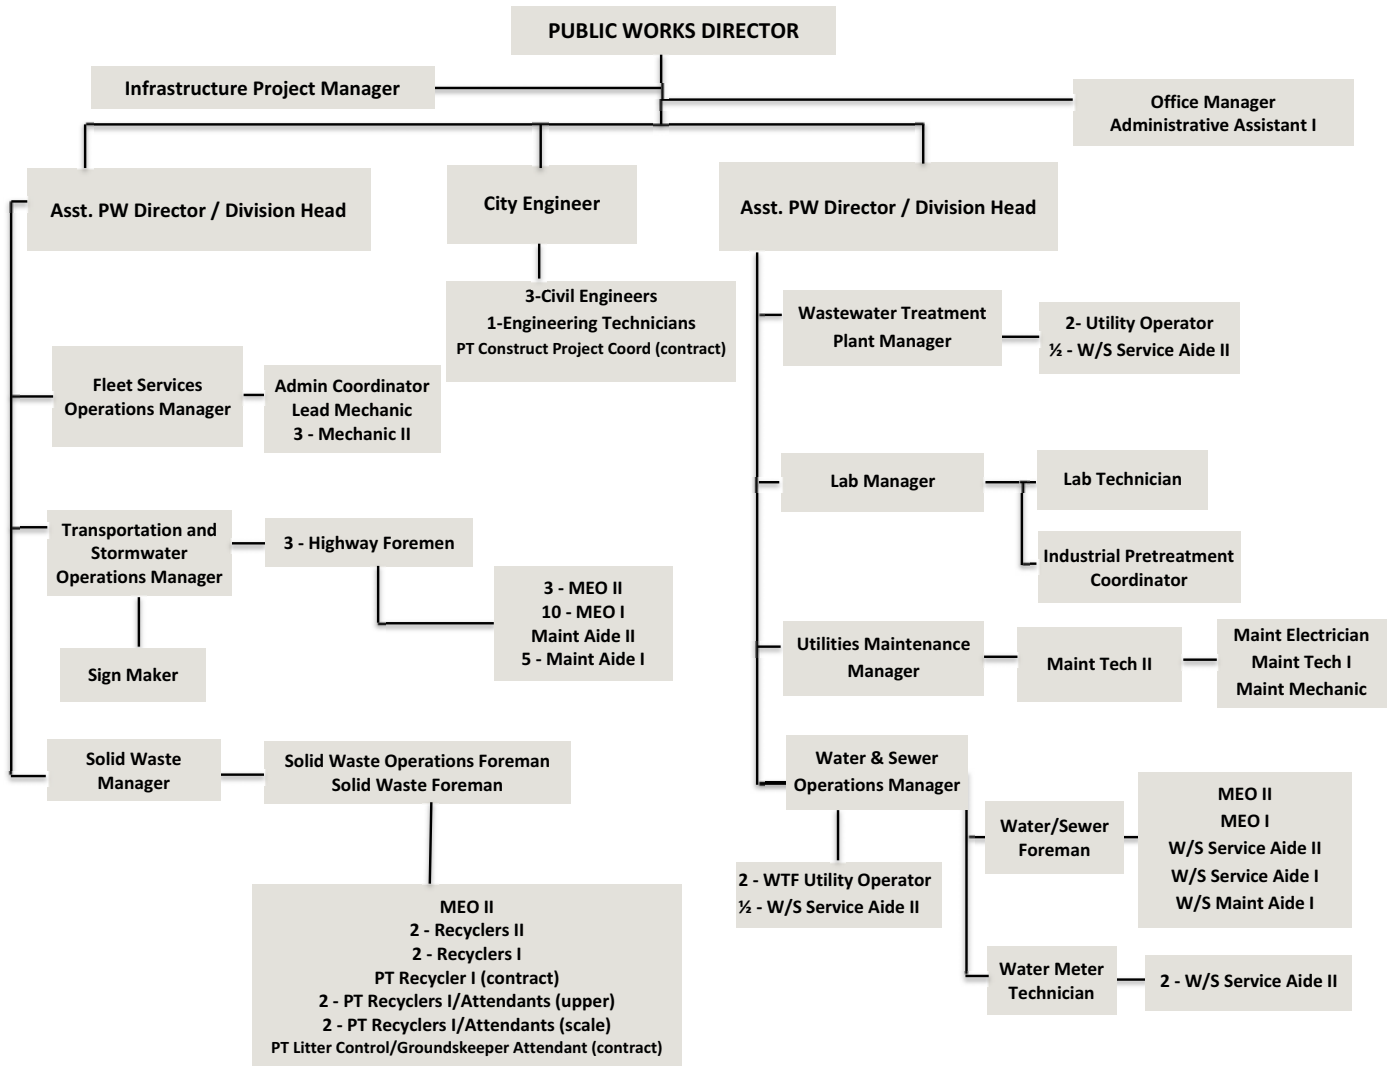 PUBLIC WORKS DIRECTOR
Infrastructure Project Manager
Office Manager
Administrative Assistant I
Asst. PW Director / Division Head
City Engineer
Asst. PW Director / Division Head
3-Civil Engineers
1-Engineering Technicians
PT Construct Project Coord (contract)
Wastewater Treatment
Plant Manager
2- Utility Operator
½ - W/S Service Aide II
Fleet Services
Operations Manager
Admin Coordinator
Lead Mechanic
3 - Mechanic II
Lab Manager
Lab Technician
Industrial Pretreatment
Coordinator
Transportation and
Stormwater
Operations Manager
3 - Highway Foremen
3 - MEO II
10 - MEO I
Maint Aide II
5 - Maint Aide I
Sign Maker
Utilities Maintenance
Manager
Maint Tech II
Maint Electrician
Maint Tech I
Maint Mechanic
Solid Waste
Manager
Solid Waste Operations Foreman
Solid Waste Foreman
Water & Sewer
Operations Manager
Water/Sewer
Foreman
MEO II
MEO I
W/S Service Aide II
W/S Service Aide I
W/S Maint Aide I
2 - WTF Utility Operator
½ - W/S Service Aide II
MEO II
2 - Recyclers II
2 - Recyclers I
PT Recycler I (contract)
2 - PT Recyclers I/Attendants (upper)
2 - PT Recyclers I/Attendants (scale)
PT Litter Control/Groundskeeper Attendant (contract)
Water Meter
Technician
2 - W/S Service Aide II